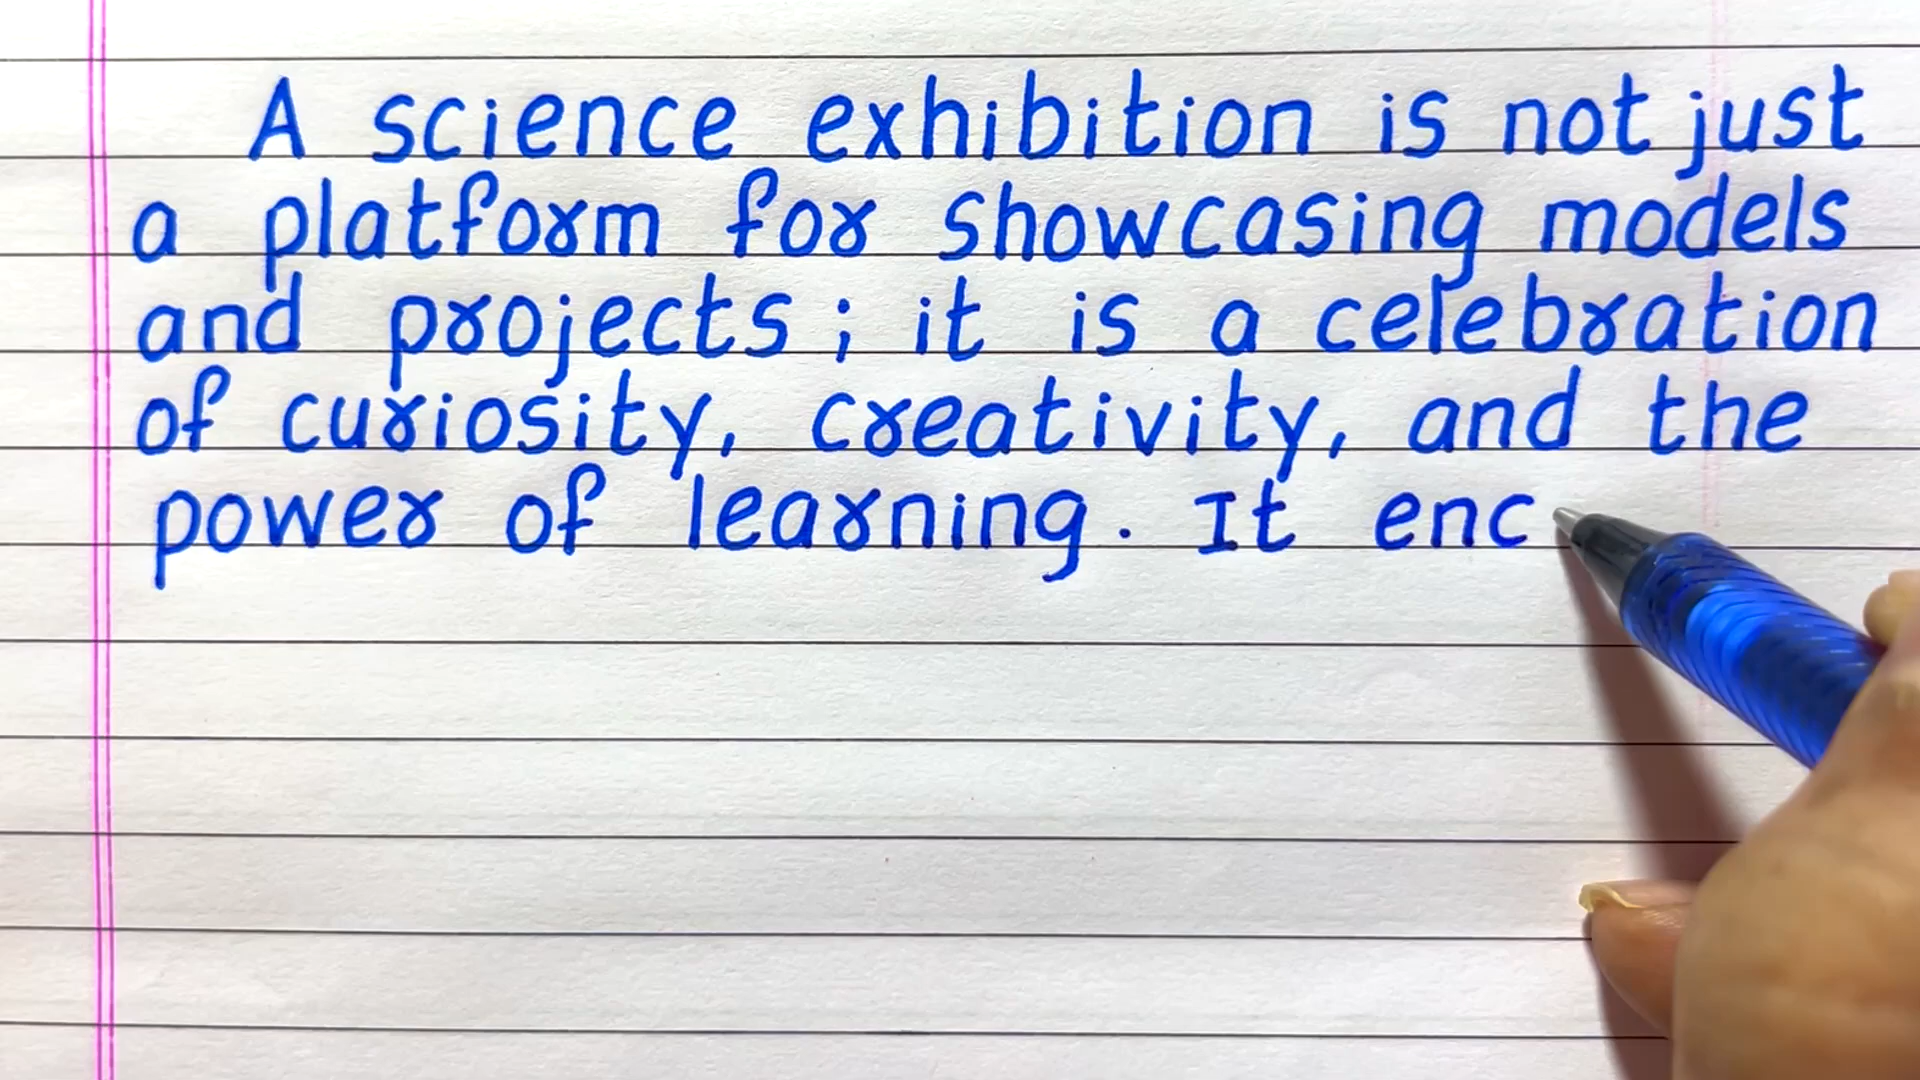 A science exhibition is not just
a platform for showcasing models
and projects; it is a celebration
of curiosity, creativity, and the
power of learning. It enc